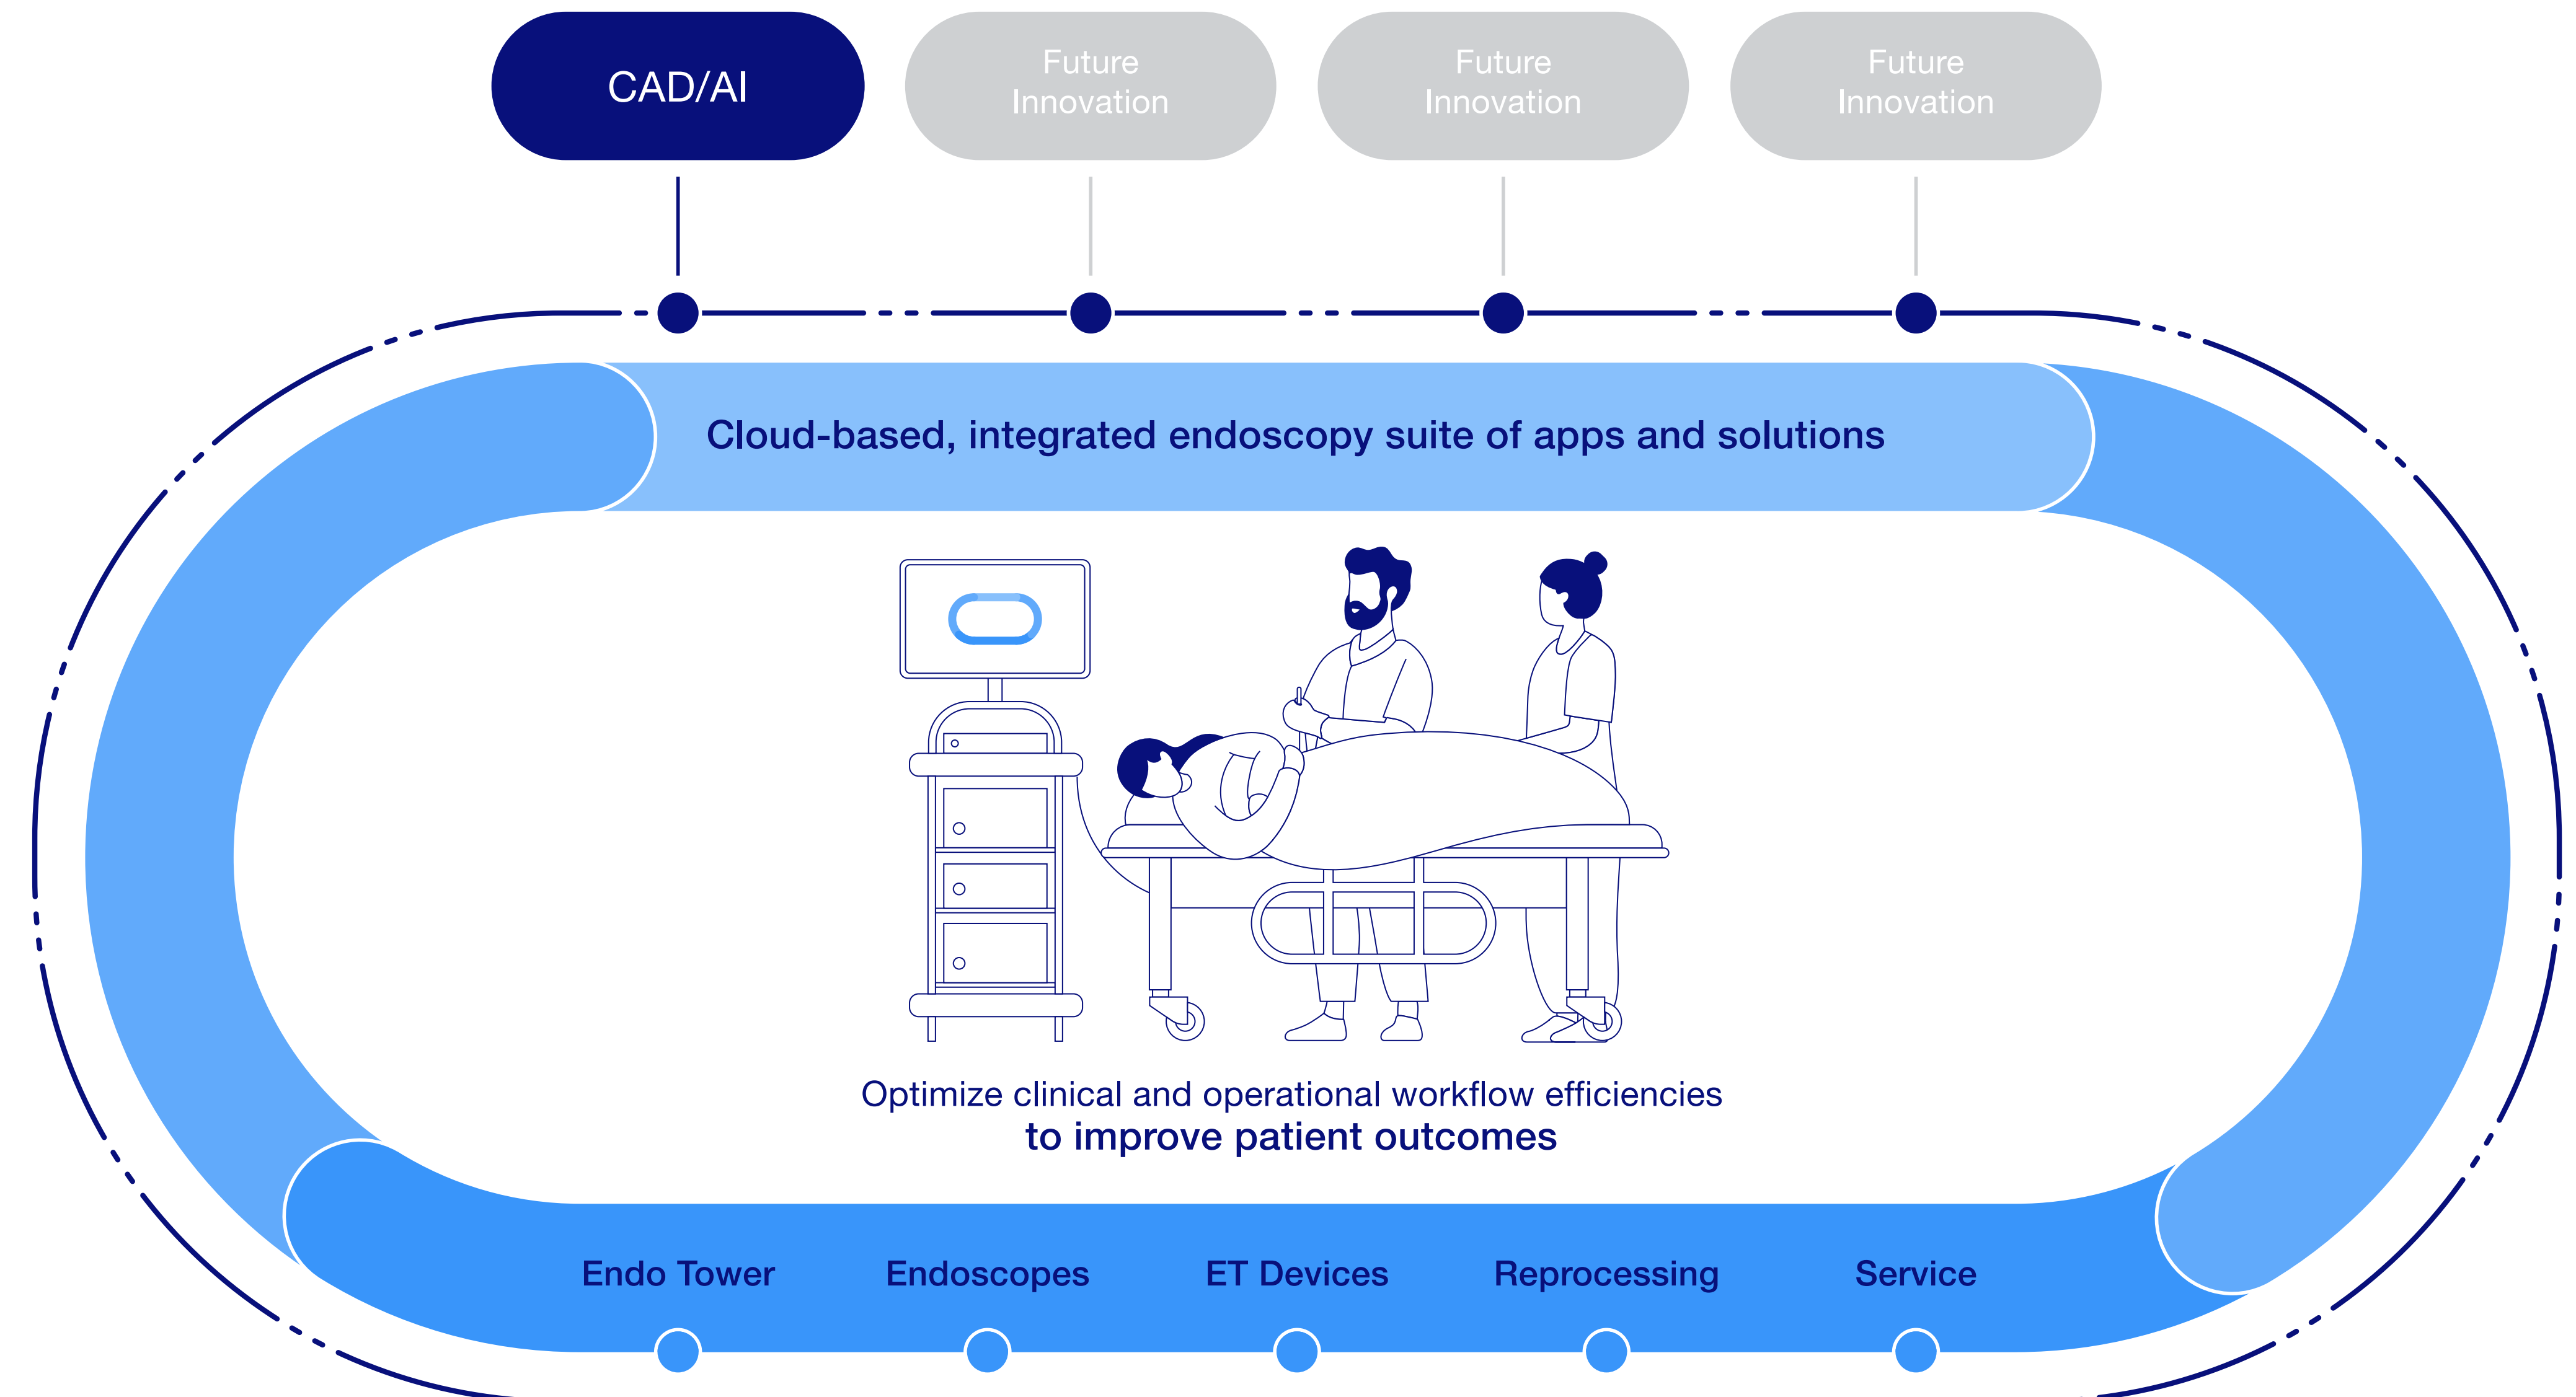 CAD/AI
Future
Innovation
Future
Innovation
Future
Innovation
Cloud-based, integrated endoscopy suite of apps and solutions
Optimize clinical and operational workflow efficiencies
to improve patient outcomes
Endo Tower
Endoscopes
ET Devices
Reprocessing
Service